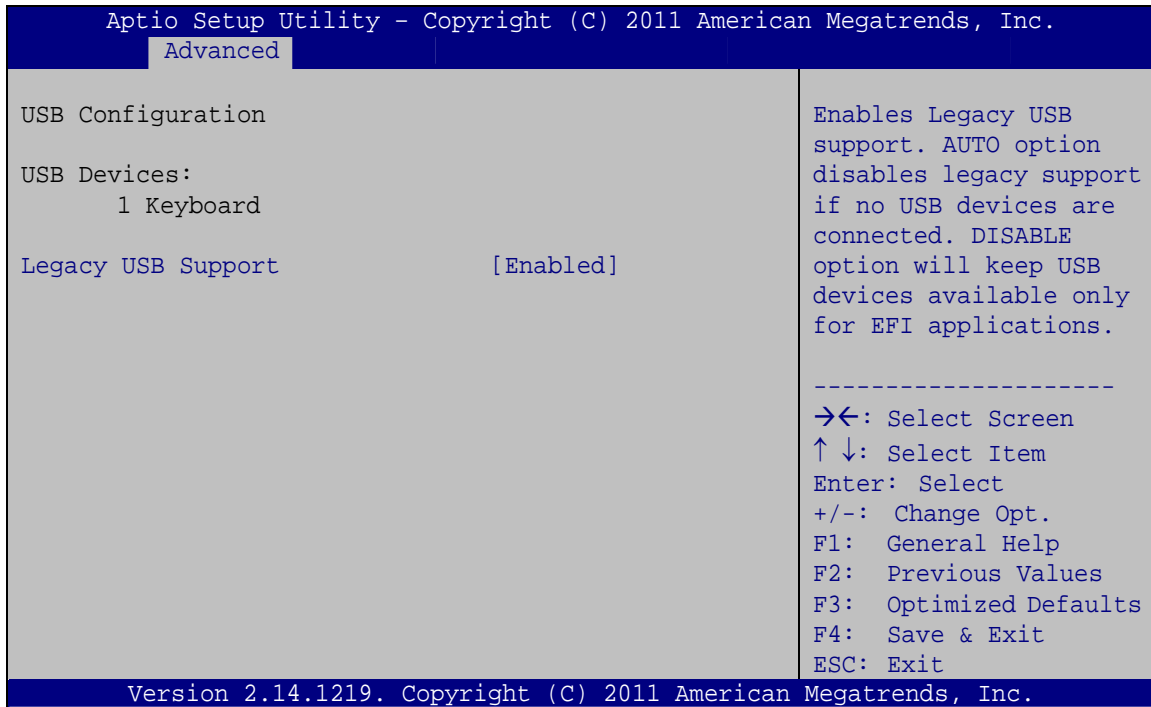 Aptio Setup Utility – Copyright (C) 2011 American Megatrends, Inc.
Advanced
USB Configuration
USB Devices:
1 Keyboard
Legacy USB Support [Enabled]
Enables Legacy USB
support. AUTO option
disables legacy support
if no USB devices are
connected. DISABLE
option will keep USB
devices available only
for EFI applications.
---------------------
→←: Select Screen
↑ ↓: Select Item
Enter: Select
+/-: Change Opt.
F1: General Help
F2: Previous Values
F3: Optimized Defaults
F4: Save & Exit
ESC: Exit
Version 2.14.1219. Copyright (C) 2011 American Megatrends, Inc.